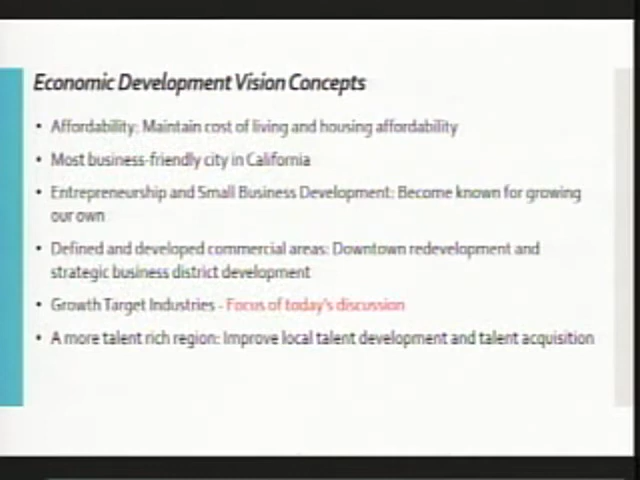 Economic Development Vision Concepts
• Affordability: Maintain cost of living and housing affordability
• Most business-friendly city in California
• Entrepreneurship and Small Business Development: Become known for growing
our own
• Defined and developed commercial areas: Downtown redevelopment and
strategic business district development
• Growth Target Industries - Focus of today's discussion
• A more talent rich region: Improve local talent development and talent acquisition